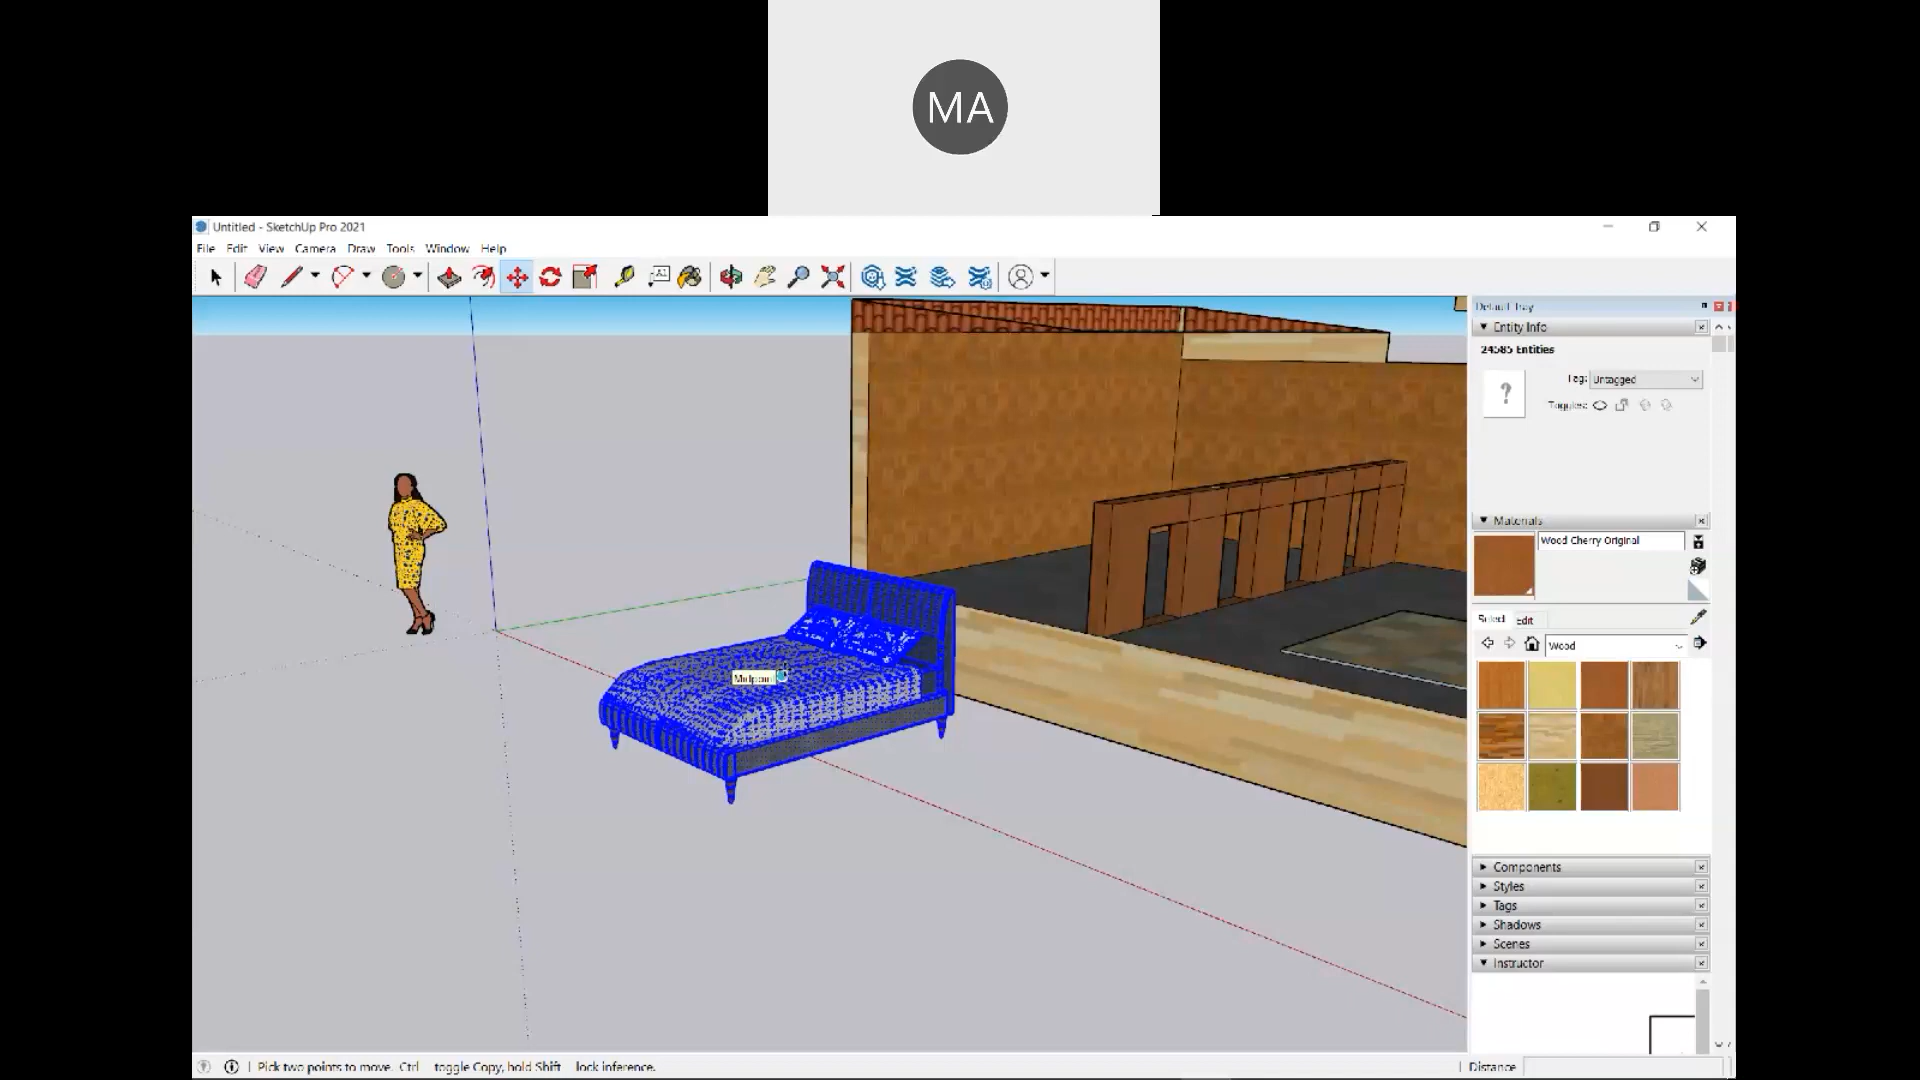 MA
Untitled - SketchUp Pro 2021
File Edit View Camera Draw Tools Window Help
A1
Default Tray
Entity Info
24585 Entities
Tag: Untagged
?
Toggles:
Materials
Wood Cherry Original
Select Edit
Wood
Midpoint
Components
Styles
Tags
Shadows
Scenes
Instructor
Pick two points to move. Ctrl toggle Copy, hold Shift lock inference.
Distance